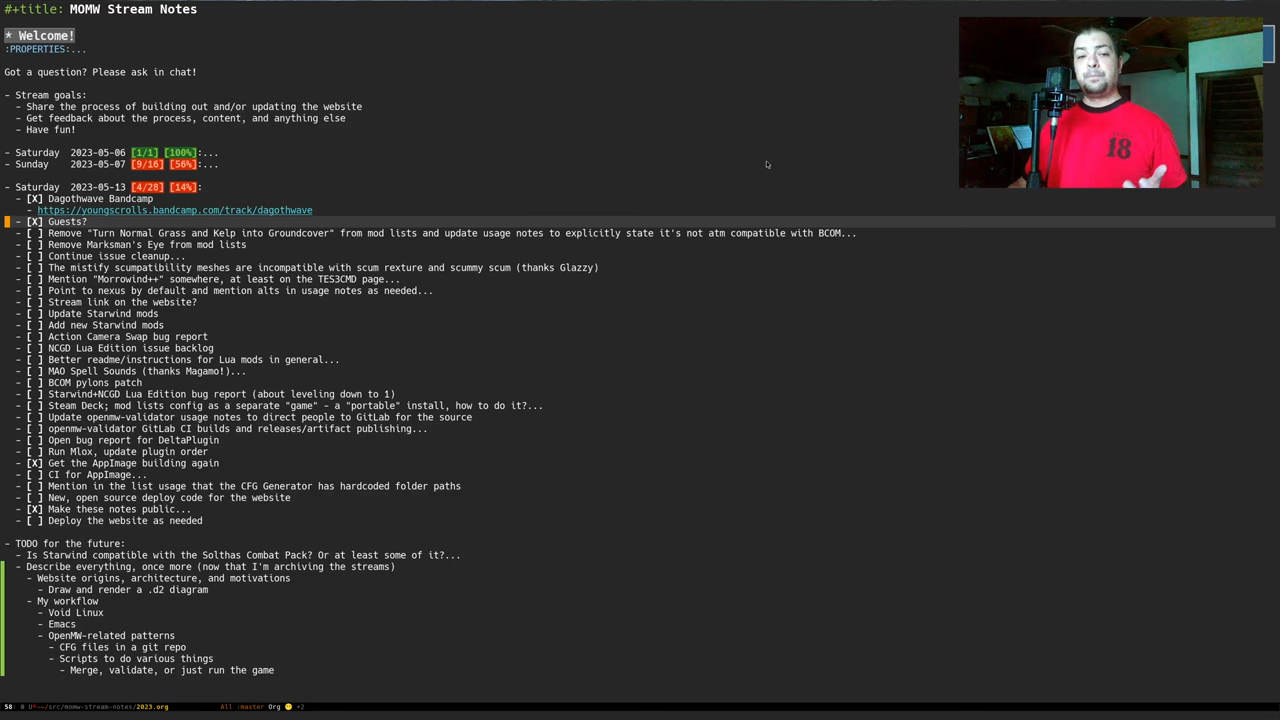 #+title: MOMW Stream Notes
* Welcome!
:PROPERTIES:...
Got a question? Please ask in chat!
- Stream goals:
- Share the process of building out and/or updating the website
- Get feedback about the process, content, and anything else
- Have fun!
- Saturday 2023-05-06 [1/1] [100%]:...
- Sunday 2023-05-07 [9/16] [56%]:...
- Saturday 2023-05-13 [4/28] [14%]:
- [X] Dagothwave Bandcamp
- https://youngscrolls.bandcamp.com/track/dagothwave
- [X] Guests?
- [ ] Remove "Turn Normal Grass and Kelp into Groundcover" from mod lists and update usage notes to explicitly state it's not atm compatible with BCOM...
- [ ] Remove Marksman's Eye from mod lists
- [ ] Continue issue cleanup...
- [ ] The mistify scumpatibility meshes are incompatible with scum rexture and scummy scum (thanks Glazzy)
- [ ] Mention "Morrowind++" somewhere, at least on the TES3CMD page...
- [ ] Point to nexus by default and mention alts in usage notes as needed...
- [ ] Stream link on the website?
- [ ] Update Starwind mods
- [ ] Add new Starwind mods
- [ ] Action Camera Swap bug report
- [ ] NCGD Lua Edition issue backlog
- [ ] Better readme/instructions for Lua mods in general...
- [ ] MAO Spell Sounds (thanks Magamo!)...
- [ ] BCOM pylons patch
- [ ] Starwind+NCGD Lua Edition bug report (about leveling down to 1)
- [ ] Steam Deck; mod lists config as a separate "game" - a "portable" install, how to do it?...
- [ ] Update openmw-validator usage notes to direct people to GitLab for the source
- [ ] openmw-validator GitLab CI builds and releases/artifact publishing...
- [ ] Open bug report for DeltaPlugin
- [ ] Run Mlox, update plugin order
- [X] Get the AppImage building again
- [ ] CI for AppImage...
- [ ] Mention in the list usage that the CFG Generator has hardcoded folder paths
- [ ] New, open source deploy code for the website
- [X] Make these notes public...
- [ ] Deploy the website as needed
- TODO for the future:
- Is Starwind compatible with the Solthas Combat Pack? Or at least some of it?...
- Describe everything, once more (now that I'm archiving the streams)
- Website origins, architecture, and motivations
- Draw and render a .d2 diagram
- My workflow
- Void Linux
- Emacs
- OpenMW-related patterns
- CFG files in a git repo
- Scripts to do various things
- Merge, validate, or just run the game
18
58: 0 U*-~/src/momw-stream-notes/2023.org All :master Org +2